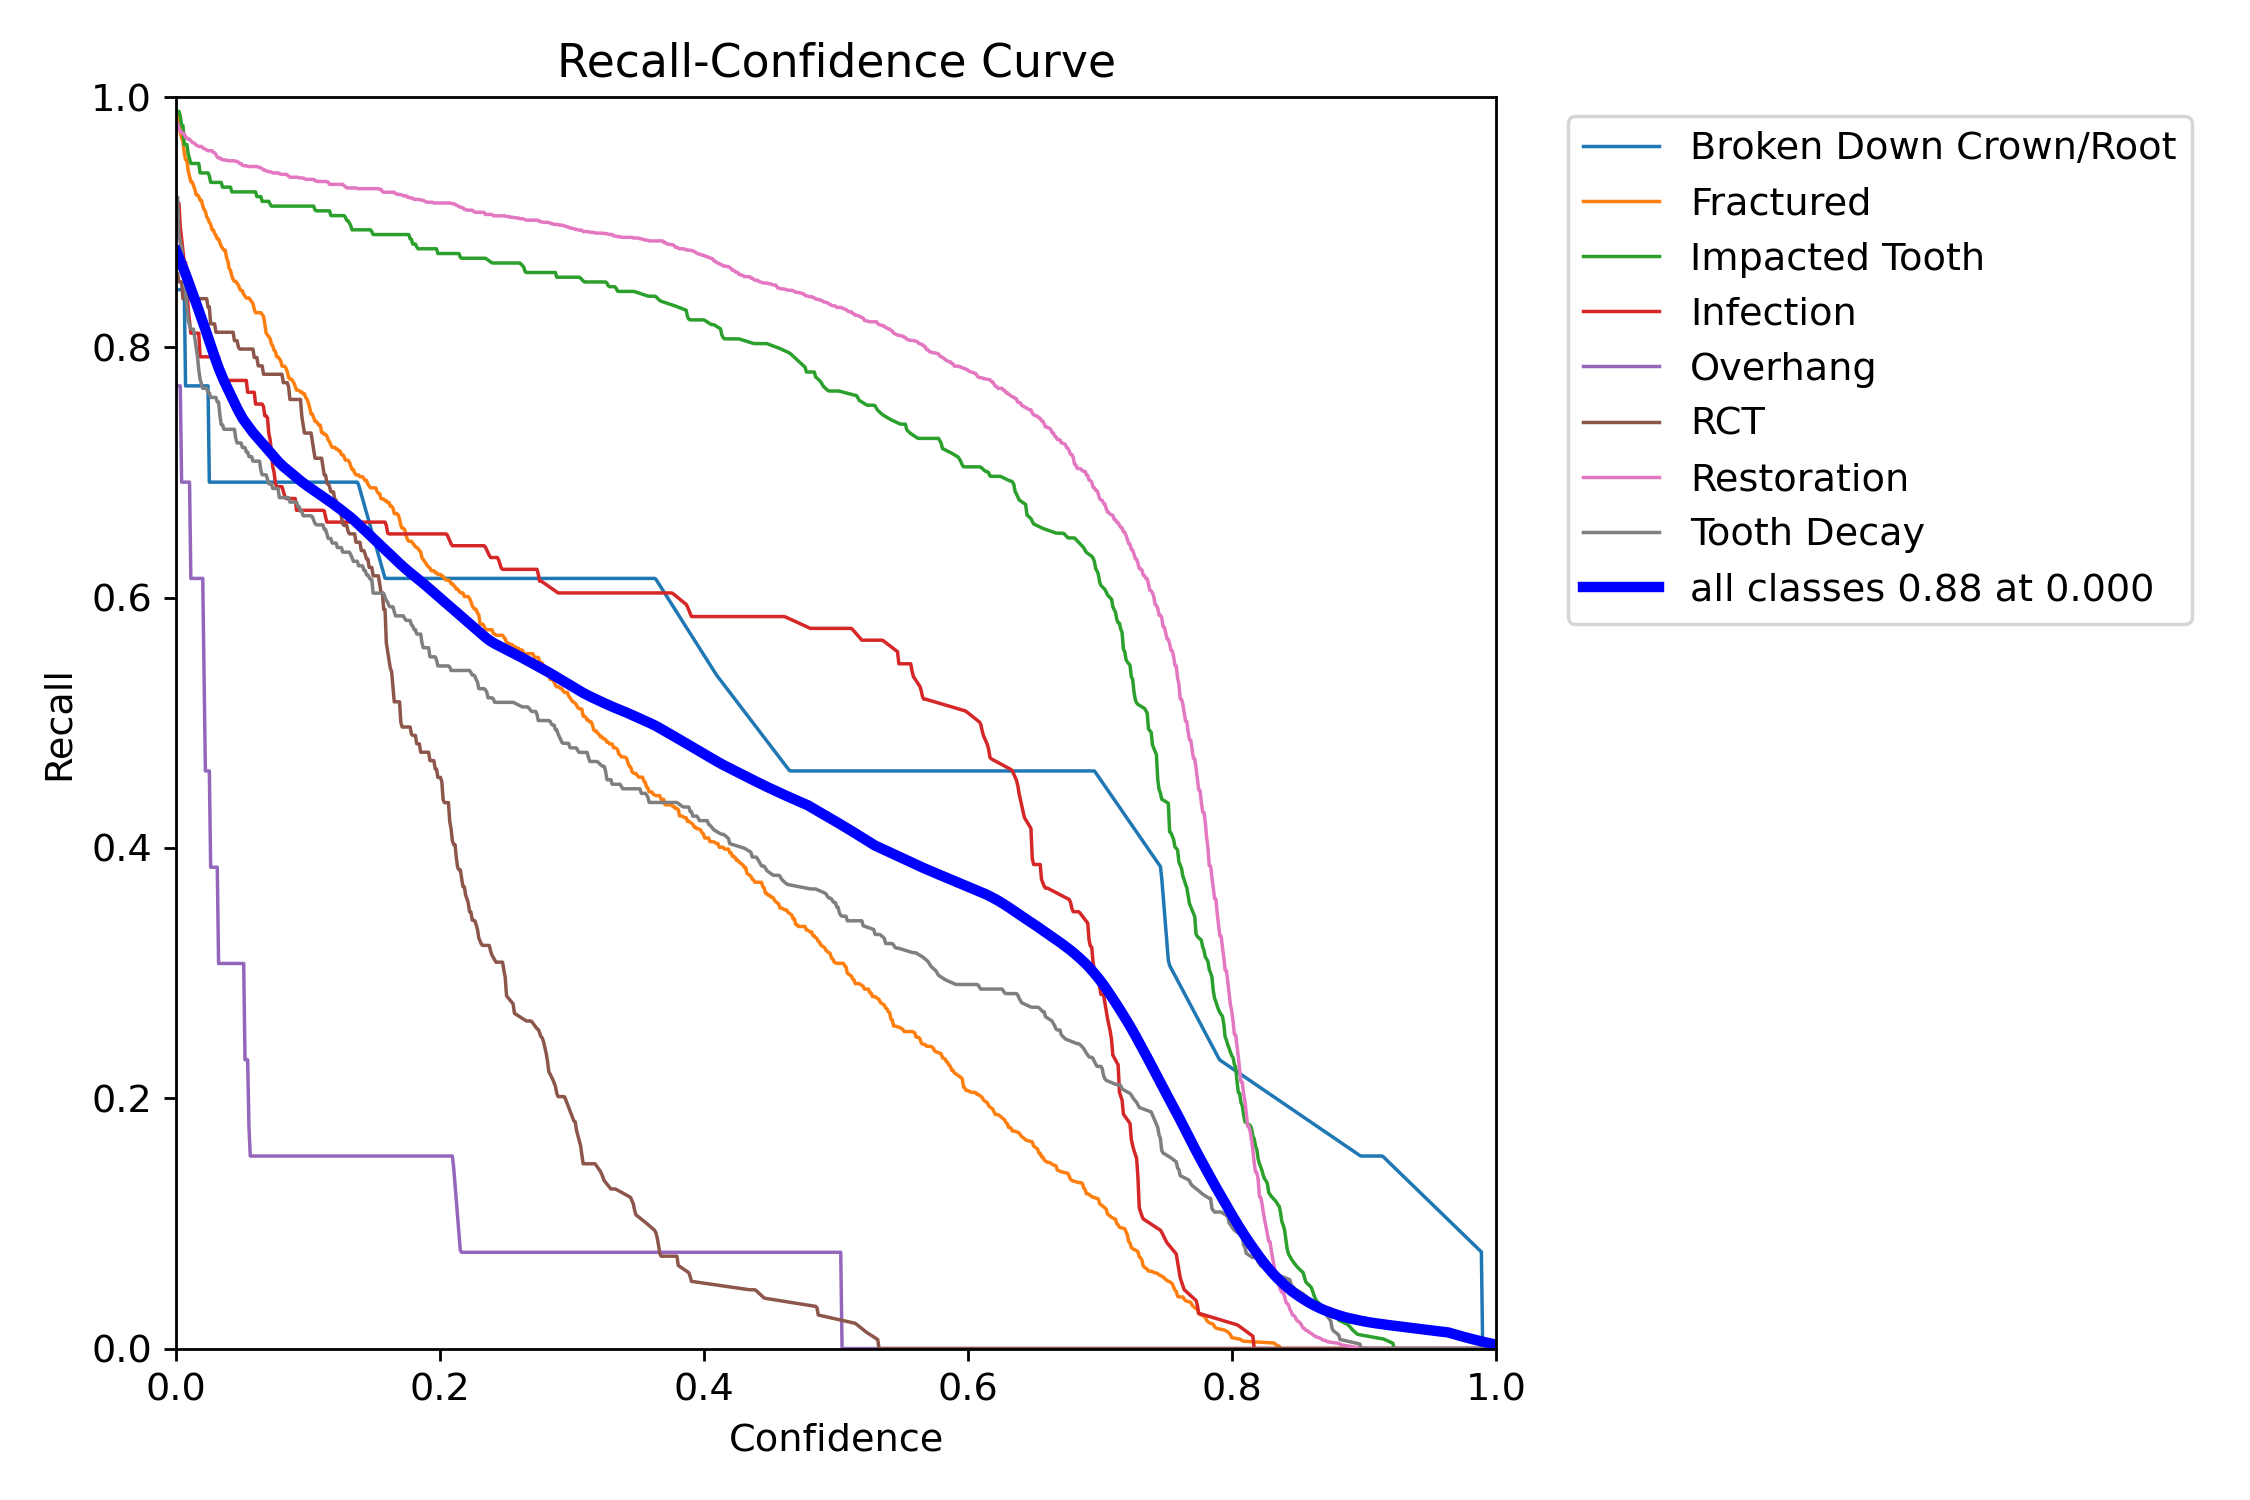 Recall-Confidence Curve
1.0
0.8
0.6
0.4
0.2
0.0
Recall
0.0 0.2 0.4 0.6 0.8 1.0
Confidence
Broken Down Crown/Root
Fractured
Impacted Tooth
Infection
Overhang
RCT
Restoration
Tooth Decay
all classes 0.88 at 0.000